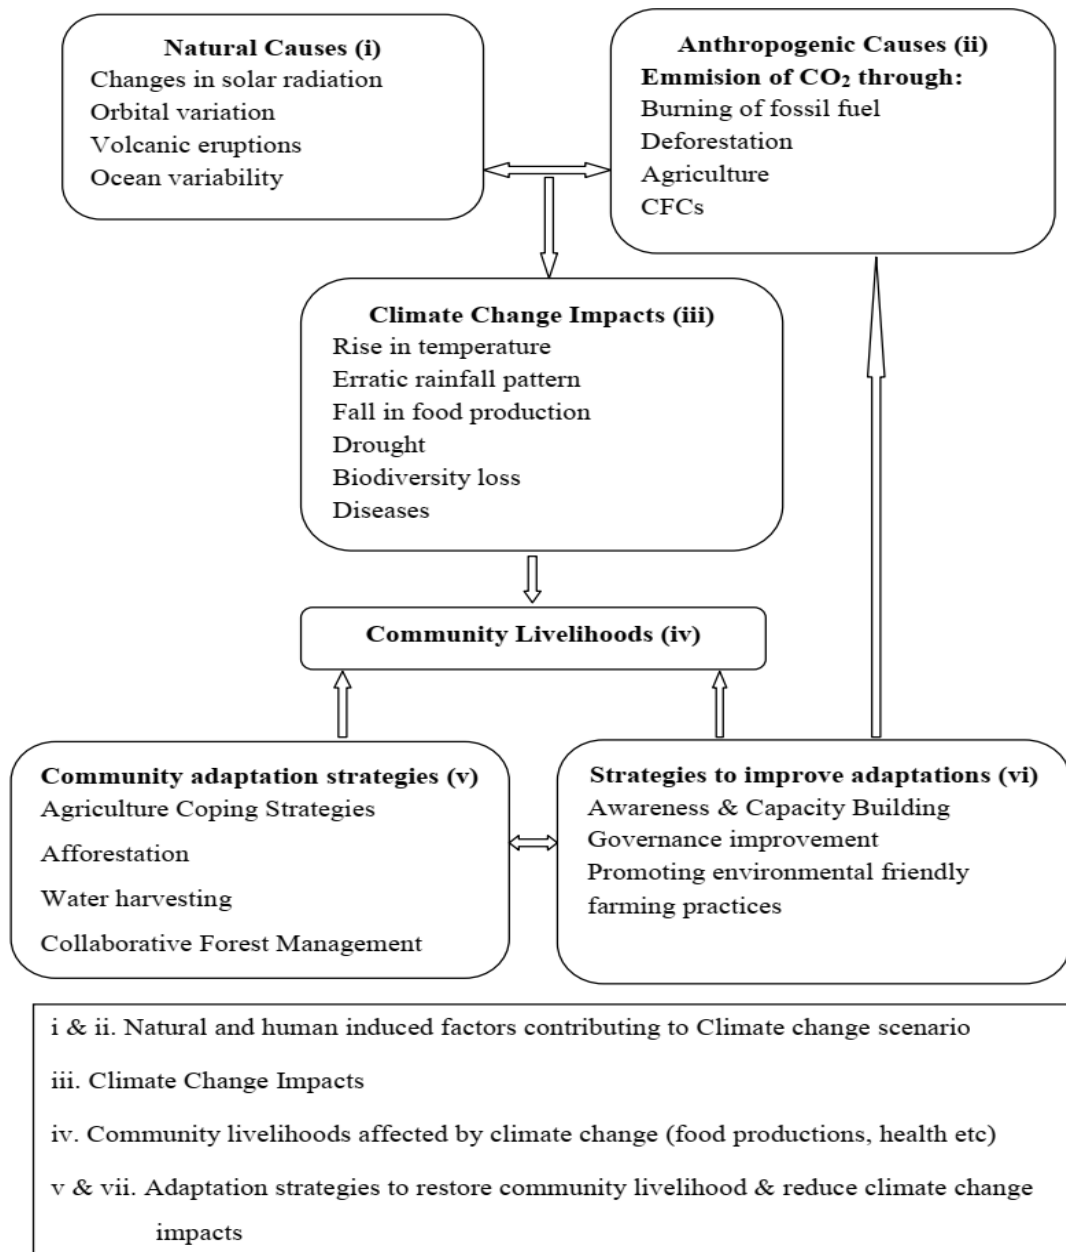 Natural Causes (i)
Changes in solar radiation
Orbital variation
Volcanic eruptions
Ocean variability
Anthropogenic Causes (ii)
Emmision of CO₂ through:
Burning of fossil fuel
Deforestation
Agriculture
CFCs
Climate Change Impacts (iii)
Rise in temperature
Erratic rainfall pattern
Fall in food production
Drought
Biodiversity loss
Diseases
Community Livelihoods (iv)
Community adaptation strategies (v)
Agriculture Coping Strategies
Afforestation
Water harvesting
Collaborative Forest Management
Strategies to improve adaptations (vi)
Awareness & Capacity Building
Governance improvement
Promoting environmental friendly
farming practices
i & ii. Natural and human induced factors contributing to Climate change scenario
iii. Climate Change Impacts
iv. Community livelihoods affected by climate change (food productions, health etc)
v & vii. Adaptation strategies to restore community livelihood & reduce climate change
impacts